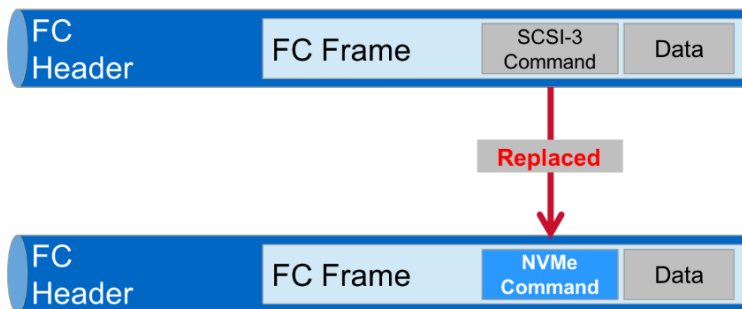 FC
Header
FC Frame
SCSI-3
Command
Data
Replaced
FC
Header
FC Frame
NVMe
Command
Data